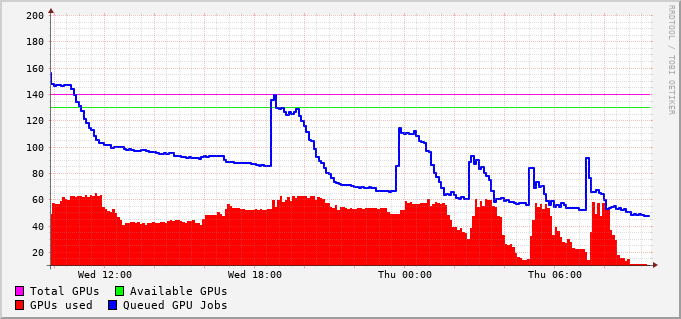 200
180
160
140
120
100
80
60
40
20
Wed 12:00 Wed 18:00 Thu 00:00 Thu 06:00
Total GPUs Available GPUs
GPUs used Queued GPU Jobs
RRDTOOL / TOBI OETIKER